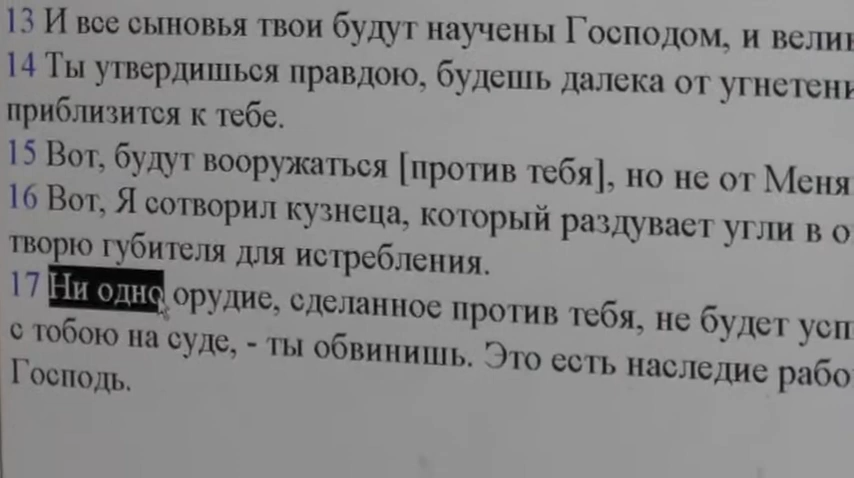 13 И все сыновья твои будут научены Господом, и вели
14 Ты утвердишься правдою, будешь далека от угнетени
приблизится к тебе.
15 Вот, будут вооружаться [против тебя], но не от Меня
16 Вот, Я сотворил кузнеца, который раздувает угли в о
творю губителя для истребления.
17 Ни одно орудие, сделанное против тебя, не будет усп
с тобою на суде, - ты обвинишь. Это есть наследие рабо
Господь.